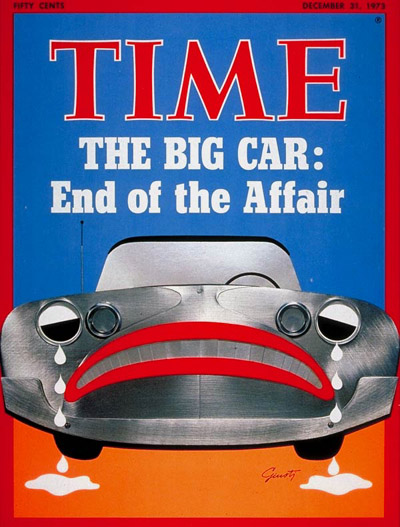 FIFTY CENTS DECEMBER 31, 1973
®
TIME
THE BIG CAR:
End of the Affair